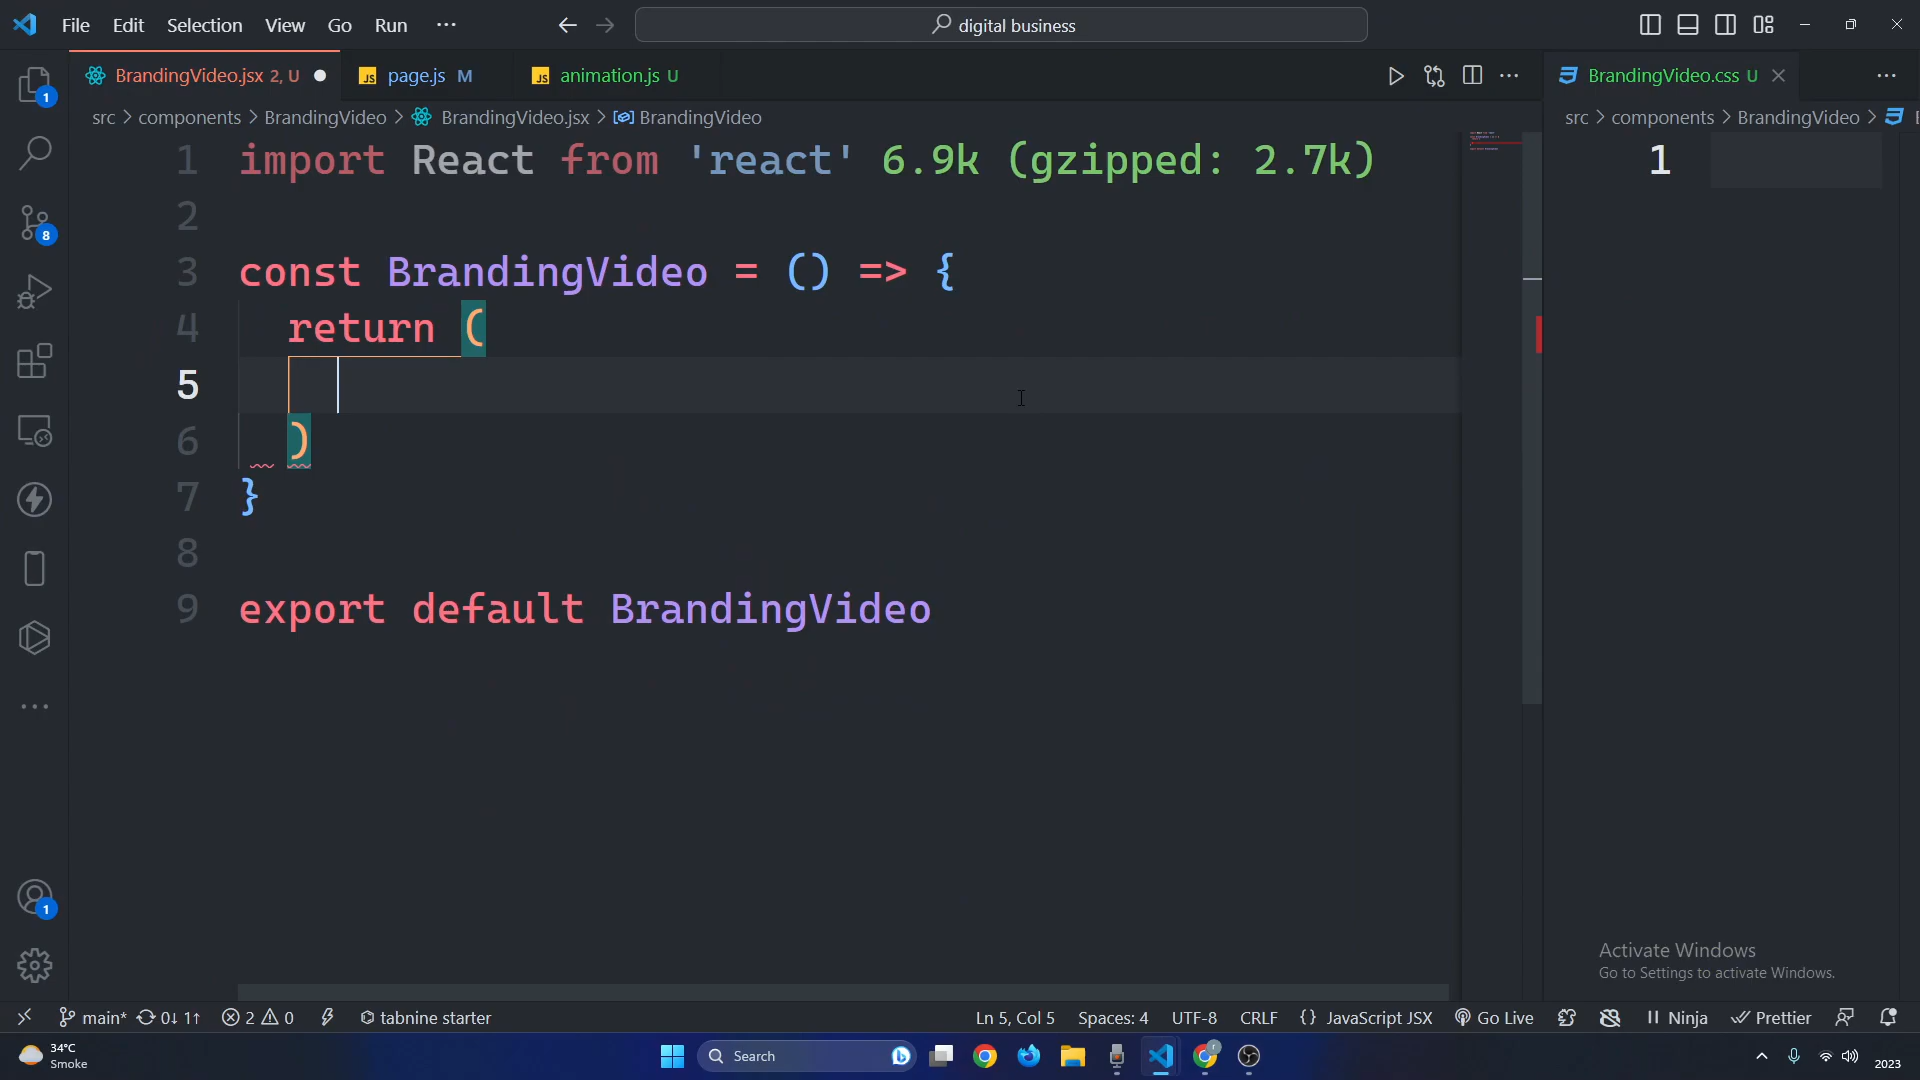 File Edit Selection View Go Run ··· digital business
BrandingVideo.jsx 2, U page.js M animation.js U BrandingVideo.css U
src > components > BrandingVideo > BrandingVideo.jsx > BrandingVideo src > components > BrandingVideo >
1 import React from 'react' 6.9k (gzipped: 2.7k) 1
2
3 const BrandingVideo = () => {
4 return (
5
6 )
7 }
8
9 export default BrandingVideo
1
8
1
Activate Windows
Go to Settings to activate Windows.
main* 0↓ 1↑ 2 0 tabnine starter Ln 5, Col 5 Spaces: 4 UTF-8 CRLF {} JavaScript JSX Go Live Ninja Prettier
34°C
Smoke
Search
2023